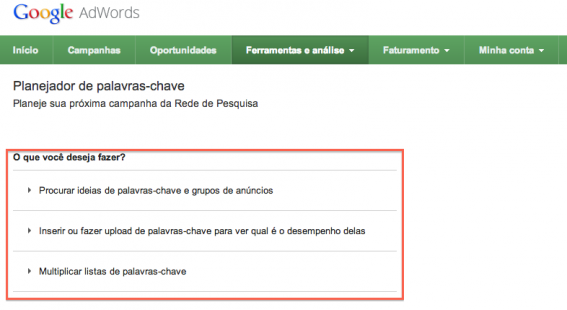 Google AdWords
Início Campanhas Oportunidades Ferramentas e análise Faturamento Minha conta
Planejador de palavras-chave
Planeje sua próxima campanha da Rede de Pesquisa
O que você deseja fazer?
Procurar ideias de palavras-chave e grupos de anúncios
Inserir ou fazer upload de palavras-chave para ver qual é o desempenho delas
Multiplicar listas de palavras-chave